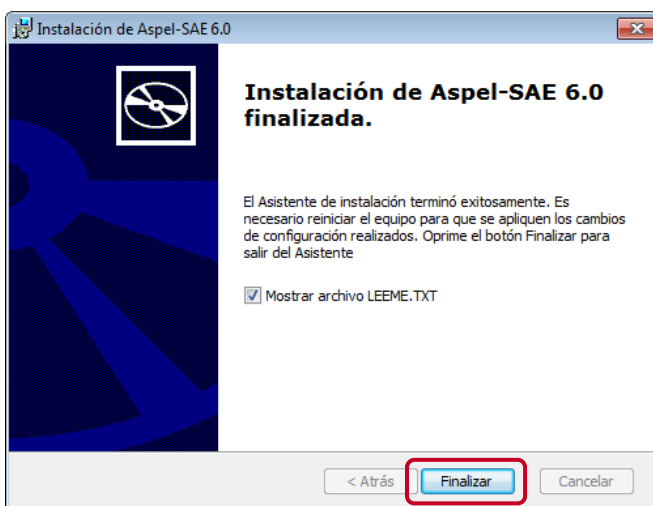 Instalación de Aspel-SAE 6.0
Instalación de Aspel-SAE 6.0
finalizada.
El Asistente de instalación terminó exitosamente. Es
necesario reiniciar el equipo para que se apliquen los cambios
de configuración realizados. Oprime el botón Finalizar para
salir del Asistente
Mostrar archivo LEEME.TXT
< Atrás
Finalizar
Cancelar